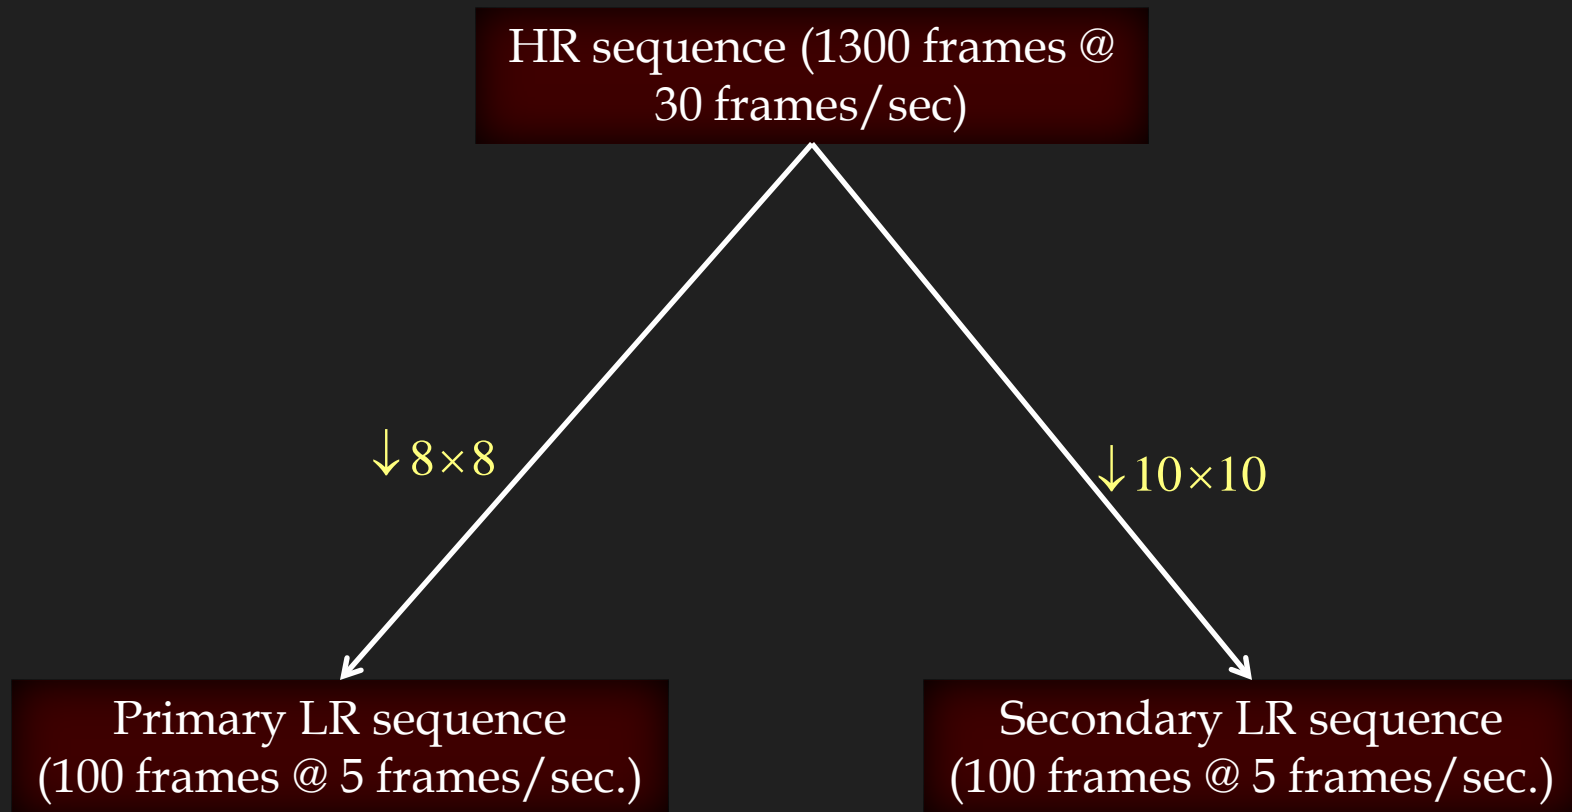 HR sequence (1300 frames @
30 frames/sec)
↓8×8
↓10×10
Primary LR sequence
(100 frames @ 5 frames/sec.)
Secondary LR sequence
(100 frames @ 5 frames/sec.)